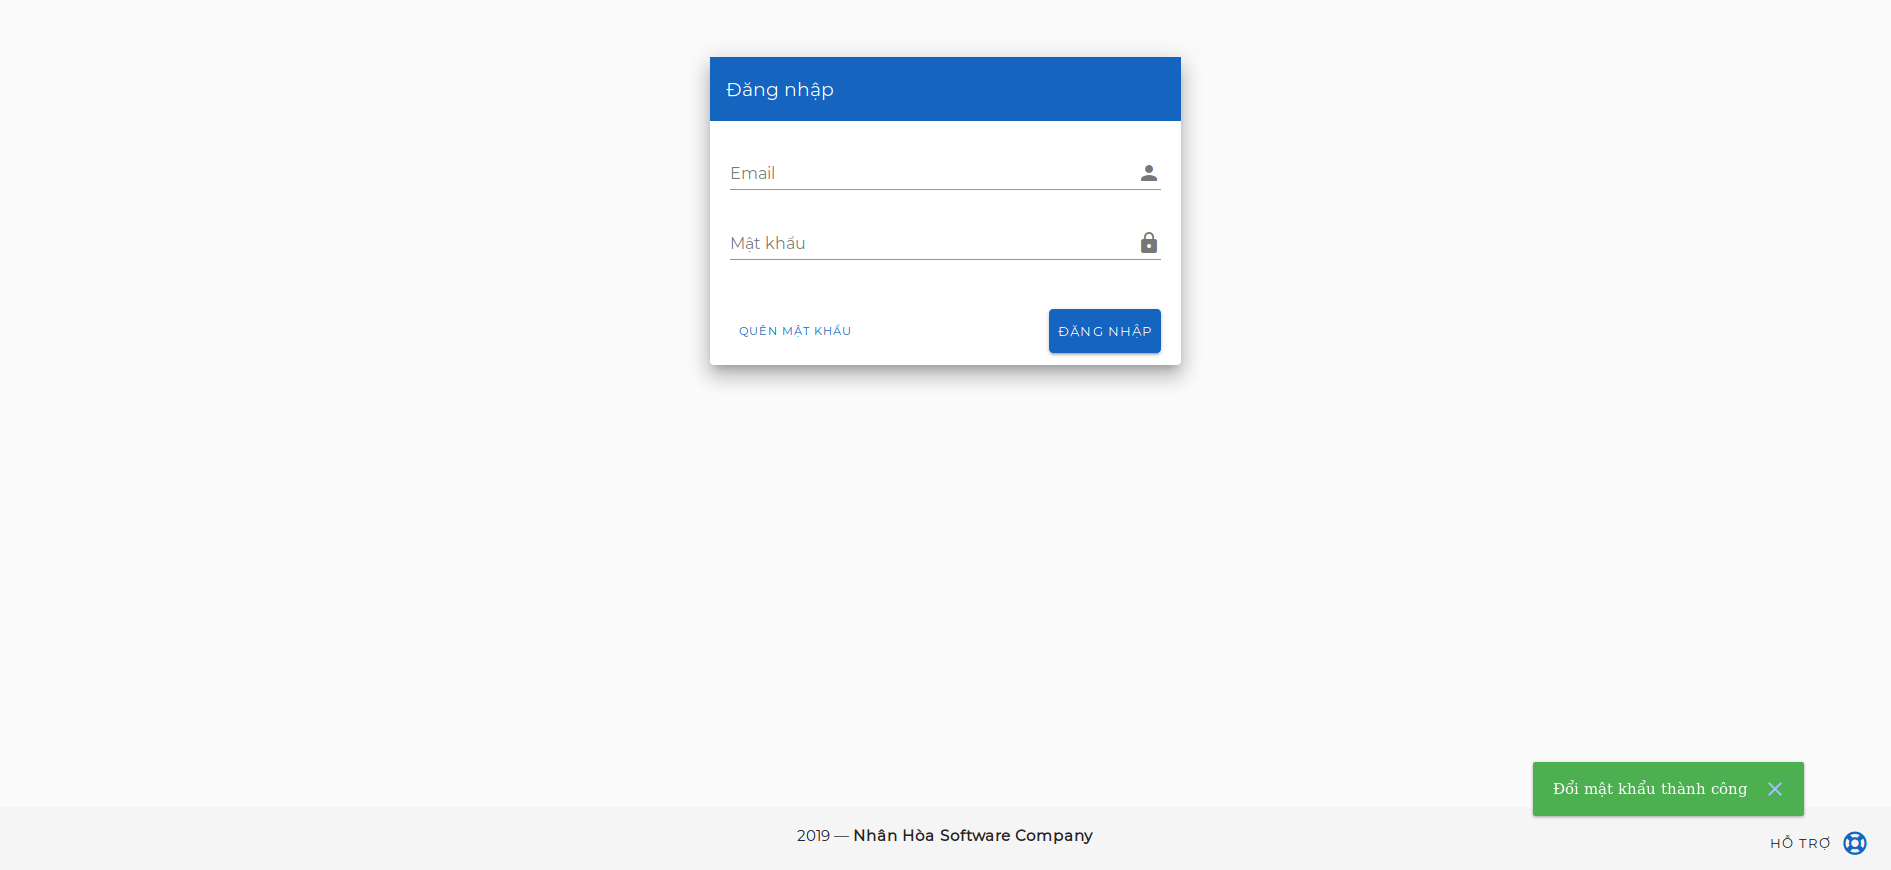 Đăng nhập
Email
Mật khẩu
QUÊN MẬT KHẨU
ĐĂNG NHẬP
Đổi mật khẩu thành công
2019 — Nhân Hòa Software Company
HỖ TRỢ